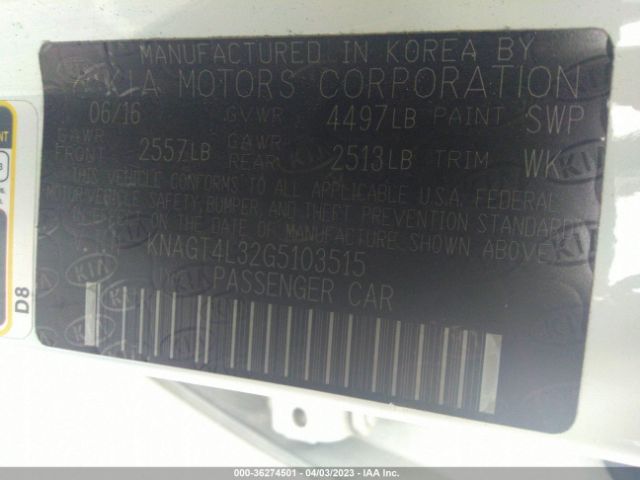 MANUFACTURED IN KOREA BY
KIA MOTORS CORPORATION
06/16 GVWR 4497LB PAINT SWP
GAWR FRONT 2557LB GAWR REAR 2513LB TRIM WK
THIS VEHICLE CONFORMS TO ALL APPLICABLE U.S.A. FEDERAL
MOTOR VEHICLE SAFETY, BUMPER, AND THEFT PREVENTION STANDARDS
IN EFFECT ON THE DATE OF MANUFACTURE SHOWN ABOVE.
KNAGT4L32G5103515
PASSENGER CAR
D8
000-36274501 - 04/03/2023 - IAAI - Copyright